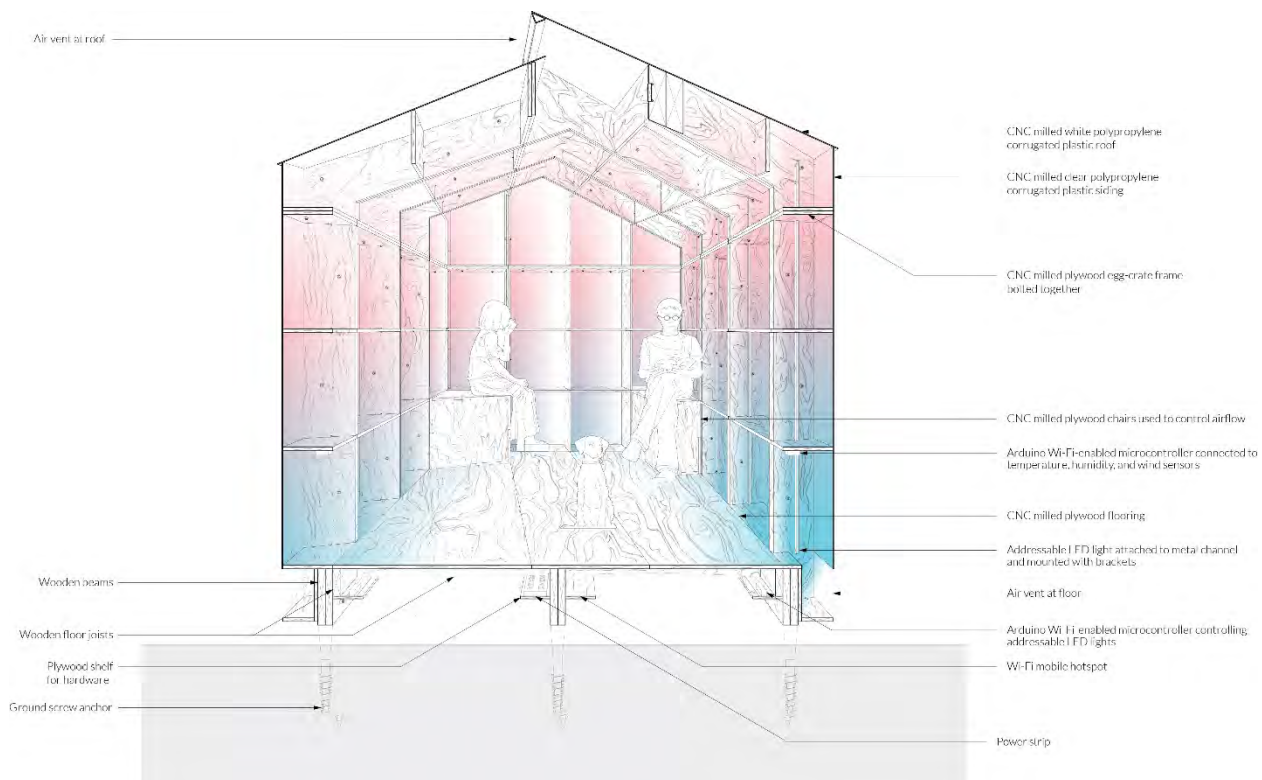 Air vent at roof
CNC milled white polypropylene
corrugated plastic roof
CNC milled clear polypropylene
corrugated plastic siding
CNC milled plywood egg-crate frame
bolted together
CNC milled plywood chairs used to control airflow
Arduino Wi-Fi-enabled microcontroller connected to
temperature, humidity, and wind sensors
CNC milled plywood flooring
Addressable LED light attached to metal channel
and mounted with brackets
Wooden beams
Air vent at floor
Wooden floor joists
Arduino Wi-Fi-enabled microcontroller controlling
addressable LED lights
Plywood shelf
for hardware
Wi-Fi mobile hotspot
Ground screw anchor
Power strip